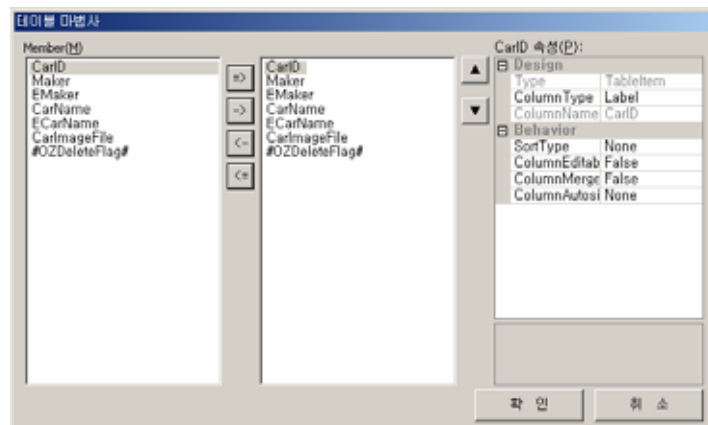 테이블 마법사
Member(M)
CarID
Maker
EMaker
CarName
ECarName
CarImageFile
#OZDeleteFlag#
=>
->
<-
<=
CarID
Maker
EMaker
CarName
ECarName
CarImageFile
#OZDeleteFlag#
▲
▼
CarID 속성(P):
Design
Type TableItem
ColumnType Label
ColumnName CarID
Behavior
SortType None
ColumnEditab False
ColumnMerge False
ColumnAutosi None
확 인
취 소